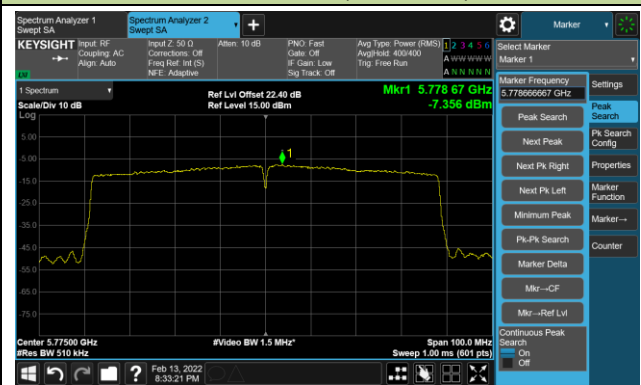 Spectrum Analyzer 1
Swept SA
Spectrum Analyzer 2
Swept SA
+
Marker
KEYSIGHT
Input: RF
Coupling: AC
Align: Auto
Input Z: 50 Ω
Corrections: Off
Freq Ref: Int (S)
NFE: Adaptive
Atten: 10 dB
PNO: Fast
Gate: Off
IF Gain: Low
Sig Track: Off
Avg Type: Power (RMS)
Avg|Hold: 400/400
Trig: Free Run
1 2 3 4 5 6
A W W W W W
A N N N N N
Select Marker
Marker 1
1 Spectrum
Scale/Div 10 dB
Log
Ref Lvl Offset 22.40 dB
Ref Level 15.00 dBm
Mkr1 5.778 67 GHz
-7.356 dBm
5.00
-5.00
-15.0
-25.0
-35.0
-45.0
-55.0
-65.0
-75.0
1
Center 5.77500 GHz
#Res BW 510 kHz
#Video BW 1.5 MHz*
Span 100.0 MHz
Sweep 1.00 ms (601 pts)
Marker Frequency
5.778666667 GHz
Peak Search
Next Peak
Next Pk Right
Next Pk Left
Minimum Peak
Pk-Pk Search
Marker Delta
Mkr→CF
Mkr→Ref Lvl
Continuous Peak
Search
On
Off
Settings
Peak
Search
Pk Search
Config
Properties
Marker
Function
Marker→
Counter
?
Feb 13, 2022
8:33:21 PM